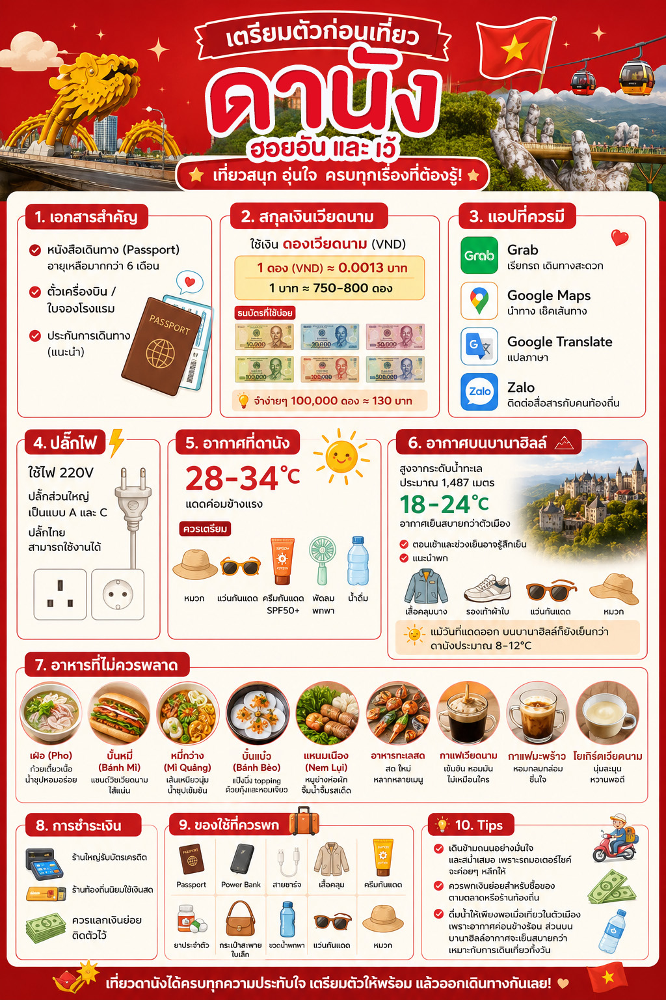 เตรียมตัวก่อนเที่ยว
ดานัง
ฮอยอัน และ เว้
เที่ยวสนุก อุ่นใจ ครบทุกเรื่องที่ต้องรู้!
1. เอกสารสำคัญ
หนังสือเดินทาง (Passport)
อายุเหลือมากกว่า 6 เดือน
ตั๋วเครื่องบิน /
ใบจองโรงแรม
ประกันการเดินทาง
(แนะนำ)
PASSPORT
2. สกุลเงินเวียดนาม
ใช้เงิน ดองเวียดนาม (VND)
1 ดอง (VND) ≈ 0.0013 บาท
1 บาท ≈ 750-800 ดอง
ธนบัตรที่ใช้บ่อย
10,000
20,000
50,000
100,000
200,000
500,000
จำง่ายๆ 100,000 ดอง ≈ 130 บาท
3. แอปที่ควรมี
Grab
Grab
เรียกรถ เดินทางสะดวก
Google Maps
นำทาง เช็คเส้นทาง
G 文
Google Translate
แปลภาษา
Zalo
Zalo
ติดต่อสื่อสารกับคนท้องถิ่น
4. ปลั๊กไฟ
ใช้ไฟ 220V
ปลั๊กส่วนใหญ่
เป็นแบบ A และ C
ปลั๊กไทย
สามารถใช้งานได้
5. อากาศที่ดานัง
28-34°C
แดดค่อมข้างแรง
ควรเตรียม
หมวก
แว่นกันแดด
ครีมกันแดด
SPF50+
พัดลม
พกพา
น้ำดื่ม
6. อากาศบนบานาฮิลล์
สูงจากระดับน้ำทะเล
ประมาณ 1,487 เมตร
18-24°C
อากาศเย็นสบายกว่าตัวเมือง
ตอนเช้าและช่วงเย็นอาจรู้สึกเย็น
แนะนำพก
เสื้อคลุมบาง
รองเท้าผ้าใบ
แว่นกันแดด
หมวก
แม้วันที่แดดออก บนบานาฮิลล์ก็ยังเย็นกว่า
ดานังประมาณ 8-12°C
7. อาหารที่ไม่ควรพลาด
เฝอ (Pho)
ก๋วยเตี๋ยวเนื้อ
น้ำซุปหอมอร่อย
บั๋นหมี่
(Bánh Mì)
แซนด์วิชเวียดนาม
ไส้แน่น
หมี่กว่าง
(Mì Quảng)
เส้นเหนียวนุ่ม
น้ำซุปเข้มข้น
บั๋นแบ๋ว
(Bánh Bèo)
แป้งนึ่ง topping
ด้วยกุ้งและหอมเจียว
แหนมเนือง
(Nem Lụi)
หมูย่างห่อผัก
จิ้มน้ำจิ้มรสเด็ด
อาหารทะเลสด
สด ใหม่
หลากหลายเมนู
กาแฟเวียดนาม
เข้มข้น หอมมัน
ไม่เหมือนใคร
กาแฟมะพร้าว
หอมกลมกล่อม
ชื่นใจ
โยเกิร์ตเวียดนาม
นุ่มละมุน
หวานพอดี
8. การชำระเงิน
ร้านใหญ่รับบัตรเครดิต
ร้านท้องถิ่นนิยมใช้เงินสด
ควรแลกเงินย่อย
ติดตัวไว้
9. ของใช้ที่ควรพก
PASSPORT
Passport
Power Bank
สายชาร์จ
เสื้อคลุม
ครีมกันแดด
ยาประจำตัว
กระเป๋าสะพาย
ใบเล็ก
ขวดน้ำพกพา
แว่นกันแดด
หมวก
10. Tips
เดินข้ามถนนอย่างมั่นใจ
และสม่ำเสมอ เพราะรถมอเตอร์ไซค์
จะค่อยๆ หลีกให้
ควรพกเงินย่อยสำหรับซื้อของ
ตามตลาดหรือร้านท้องถิ่น
ดื่มน้ำให้เพียงพอเมื่อเที่ยวในตัวเมือง
เพราะอากาศค่อนข้างร้อน ส่วนบน
บานาฮิลล์อากาศจะเย็นสบายกว่า
เหมาะกับการเดินเที่ยวทั้งวัน
เที่ยวดานังได้ครบทุกความประทับใจ เตรียมตัวให้พร้อม แล้วออกเดินทางกันเลย!